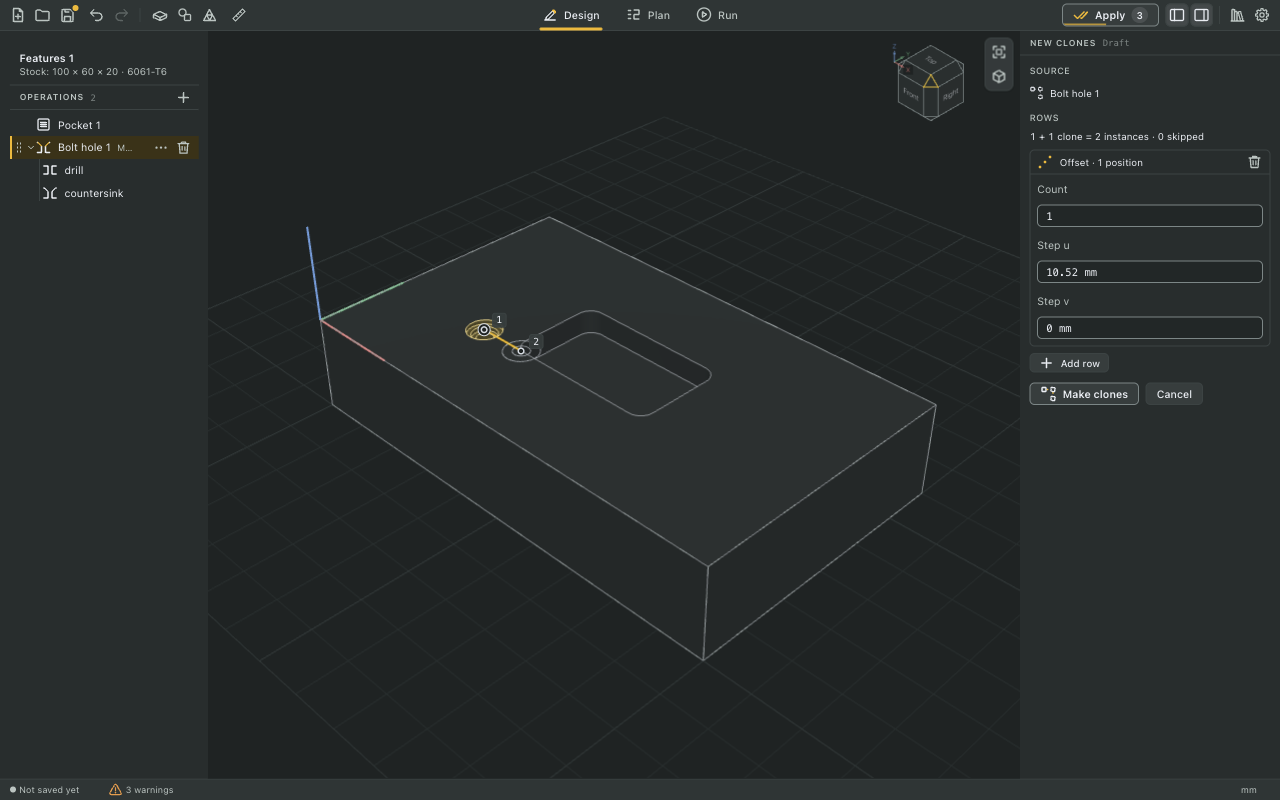 Design
Plan
Run
Apply 3
Features 1
Stock: 100 × 60 × 20 · 6061-T6
OPERATIONS 2
Pocket 1
Bolt hole 1 M...
drill
countersink
1
2
Z
Top
Front
Right
NEW CLONES Draft
SOURCE
Bolt hole 1
ROWS
1 + 1 clone = 2 instances · 0 skipped
Offset · 1 position
Count
1
Step u
10.52 mm
Step v
0 mm
Add row
Make clones
Cancel
Not saved yet
3 warnings
mm